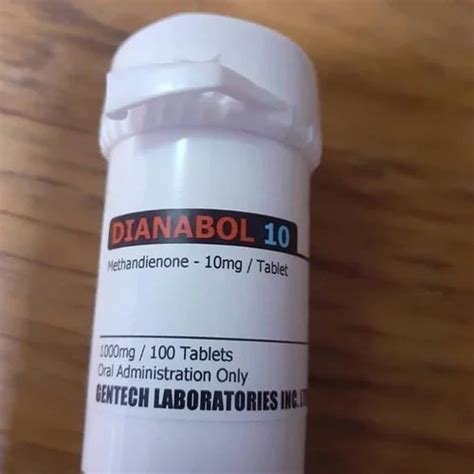 DIANABOL 10
Methandienone - 10mg / Tablet
1000mg / 100 Tablets
Oral Administration Only
GENTECH LABORATORIES INC.